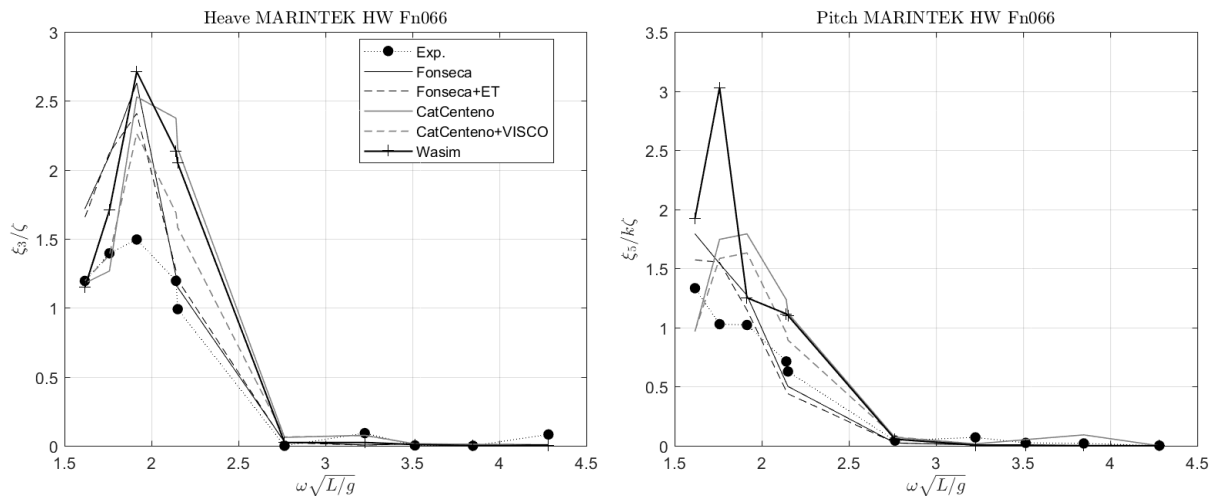 Heave MARINTEK HW Fn066
3
2.5
2
1.5
1
0.5
0
ξ₃/ζ
1.5 2 2.5 3 3.5 4 4.5
ω√L/g
Exp.
Fonseca
Fonseca+ET
CatCenteno
CatCenteno+VISCO
Wasim
Pitch MARINTEK HW Fn066
3.5
3
2.5
2
1.5
1
0.5
0
ξ₅/kζ
1.5 2 2.5 3 3.5 4 4.5
ω√L/g